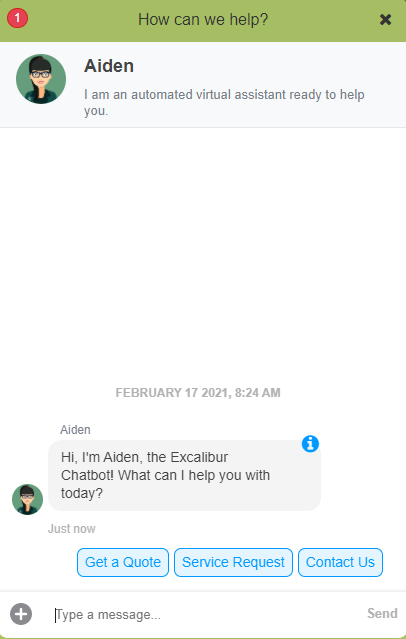 1
How can we help?
Aiden
I am an automated virtual assistant ready to help
you.
FEBRUARY 17 2021, 8:24 AM
Aiden
Hi, I'm Aiden, the Excalibur
Chatbot! What can I help you with
today?
Just now
Get a Quote Service Request Contact Us
Type a message... Send